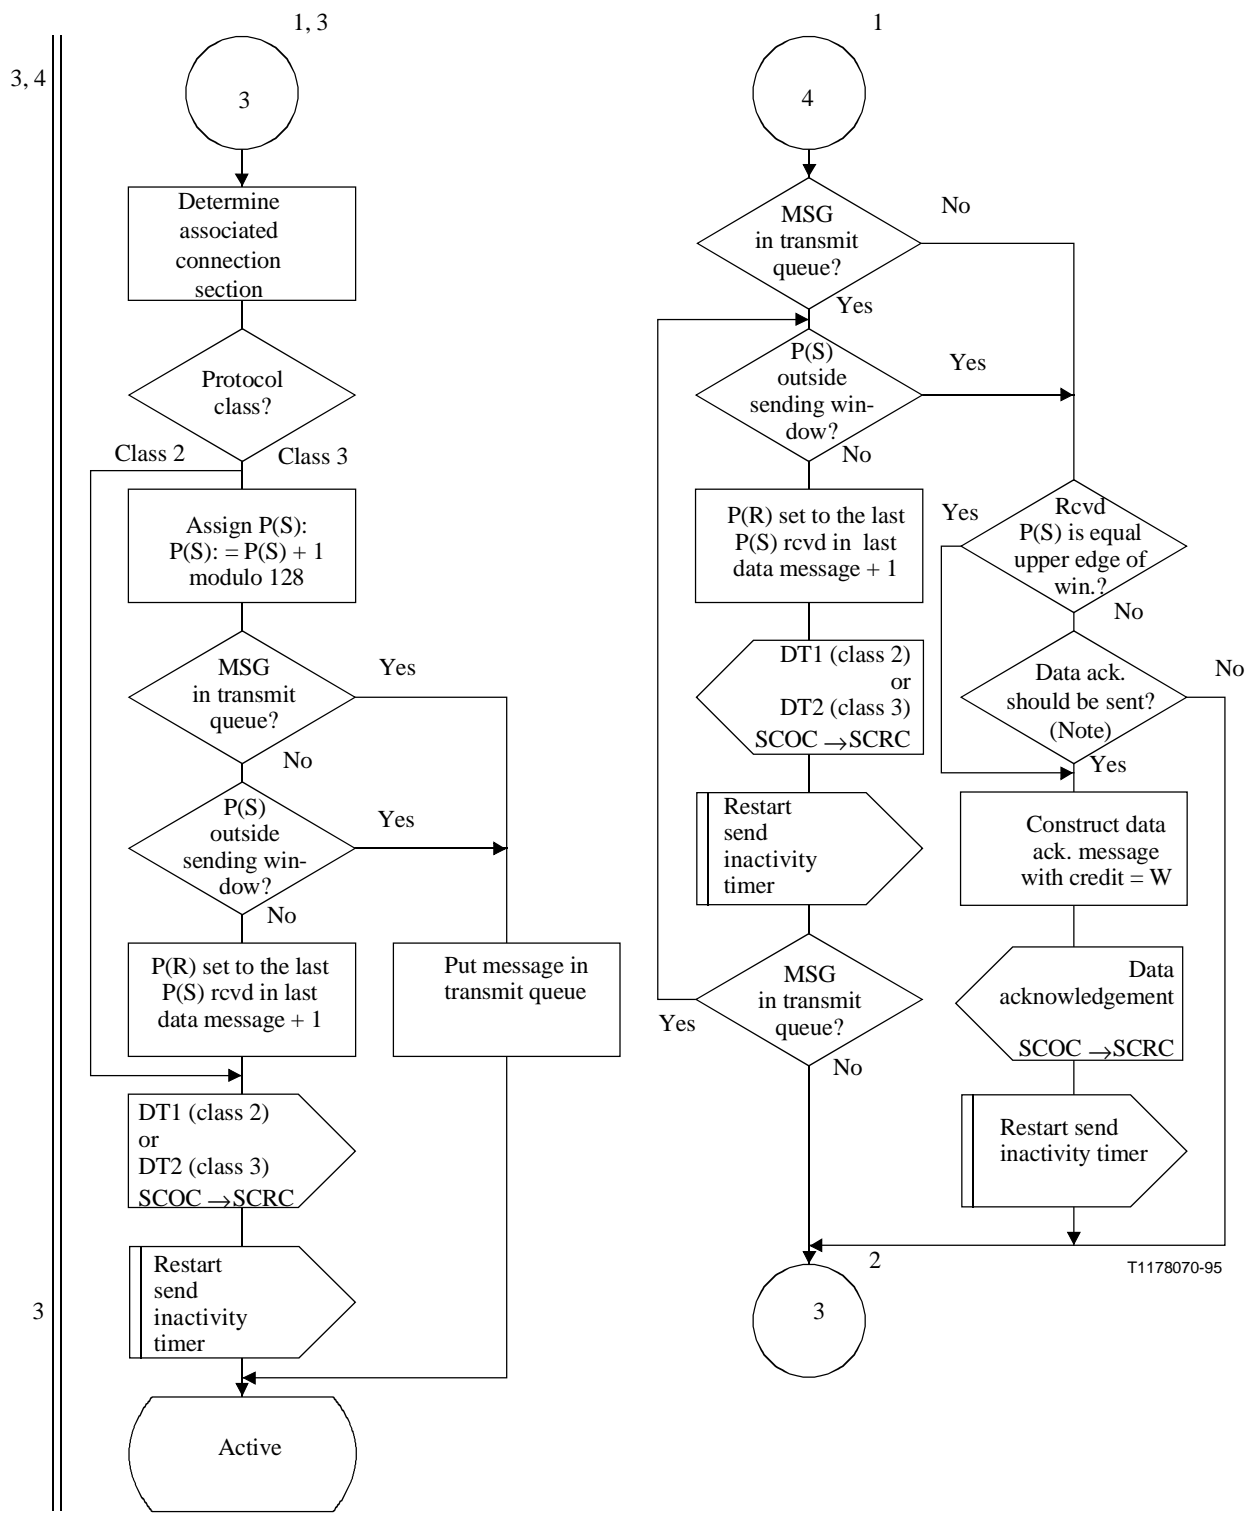 1, 3
3, 4
3
Determine
associated
connection
section
Protocol
class?
Class 2
Class 3
Assign P(S):
P(S): = P(S) + 1
modulo 128
MSG
in transmit
queue?
Yes
No
P(S)
outside
sending win-
dow?
Yes
No
P(R) set to the last
P(S) rcvd in last
data message + 1
Put message in
transmit queue
DT1 (class 2)
or
DT2 (class 3)
SCOC → SCRC
Restart
send
inactivity
timer
3
Active
1
4
MSG
in transmit
queue?
No
Yes
P(S)
outside
sending win-
dow?
Yes
No
P(R) set to the last
P(S) rcvd in last
data message + 1
DT1 (class 2)
or
DT2 (class 3)
SCOC → SCRC
Restart
send
inactivity
timer
MSG
in transmit
queue?
Yes
No
Rcvd
P(S) is equal
upper edge of
win.?
Yes
No
Data ack.
should be sent?
(Note)
No
Yes
Construct data
ack. message
with credit = W
Data
acknowledgement
SCOC → SCRC
Restart send
inactivity timer
2
3
T1178070-95